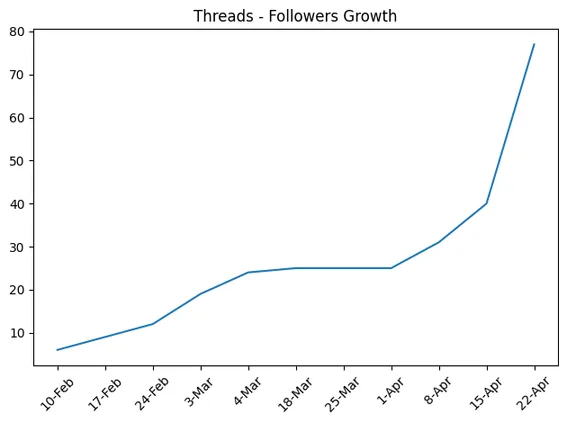 Threads - Followers Growth
80
70
60
50
40
30
20
10
10-Feb
17-Feb
24-Feb
3-Mar
4-Mar
18-Mar
25-Mar
1-Apr
8-Apr
15-Apr
22-Apr